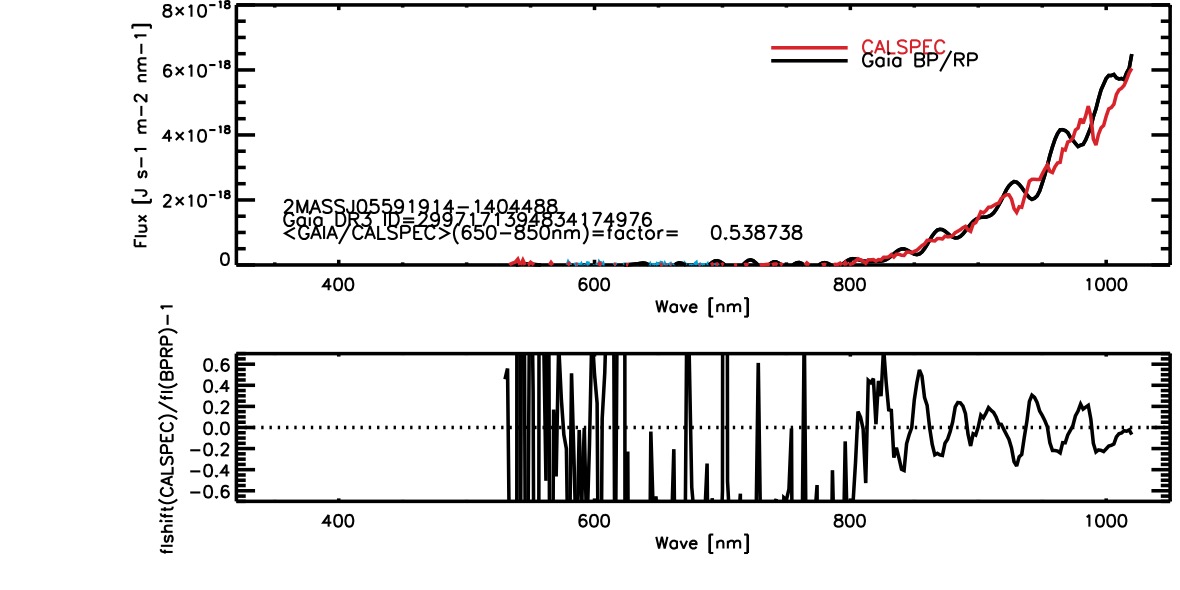 8×10⁻¹⁸
6×10⁻¹⁸
4×10⁻¹⁸
2×10⁻¹⁸
0
Flux [J s−1 m−2 nm−1]
CALSPEC
Gaia BP/RP
2MASSJ05591914−1404488
Gaia DR3 ID=2997171394834174976
<GAIA/CALSPEC>(650−850nm)=factor= 0.538738
400 600 800 1000
Wave [nm]
flshift(CALSPEC)/fl(BPRP)−1
0.6
0.4
0.2
0.0
−0.2
−0.4
−0.6
400 600 800 1000
Wave [nm]